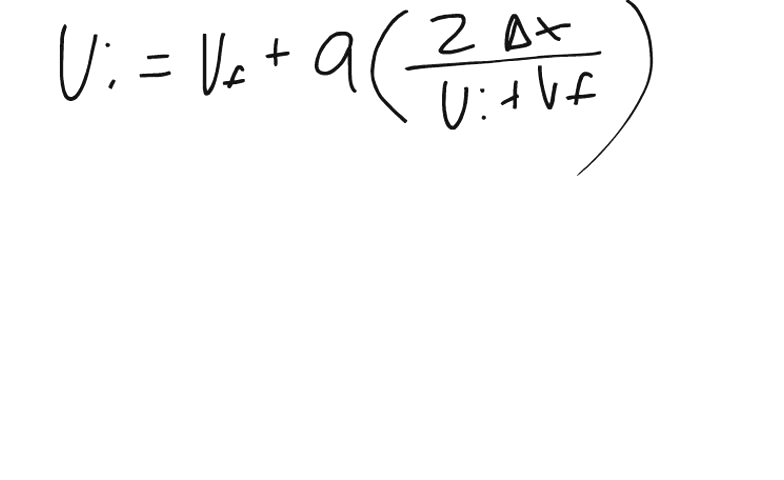 Vi = Vf + a(2Δx / Vi + Vf)